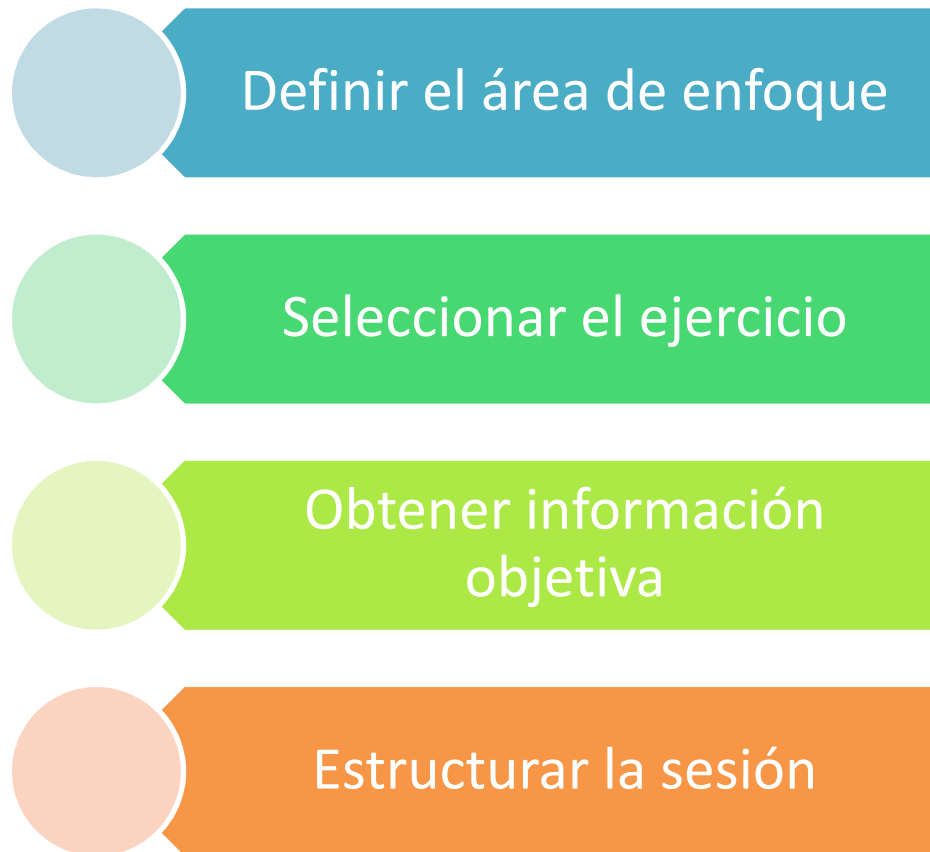 Definir el área de enfoque
Seleccionar el ejercicio
Obtener información
objetiva
Estructurar la sesión